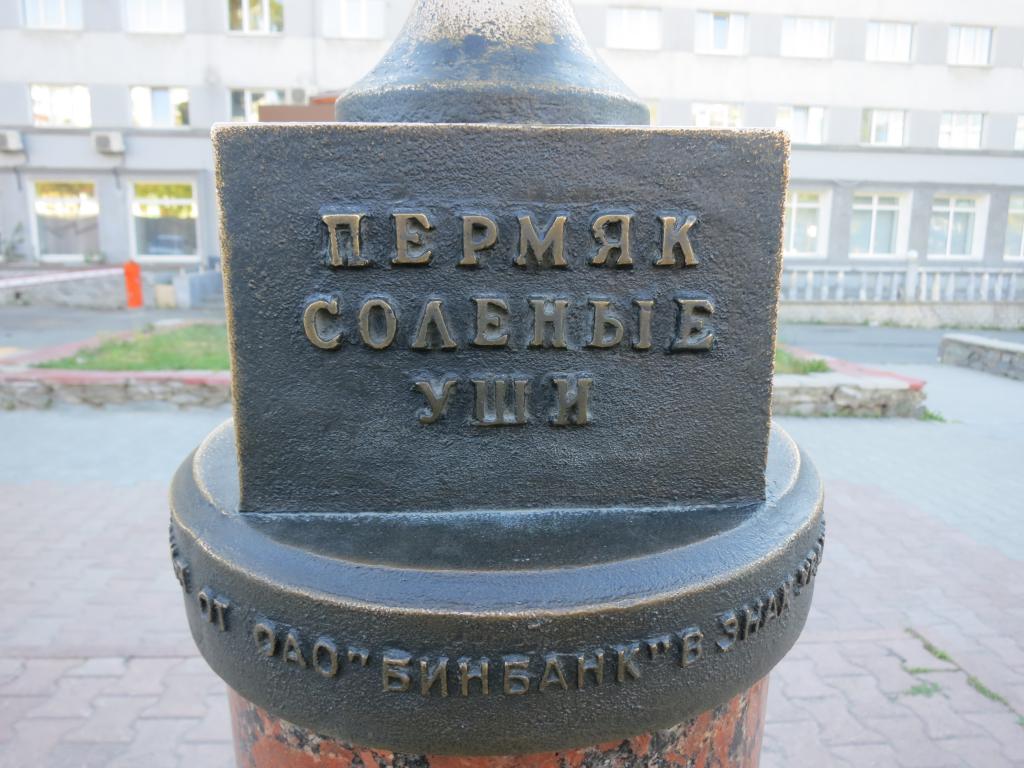 ПЕРМЯК
СОЛЕНЫЕ
УШИ
ОТ ОАО "БИНБАНК" В ЗНАК